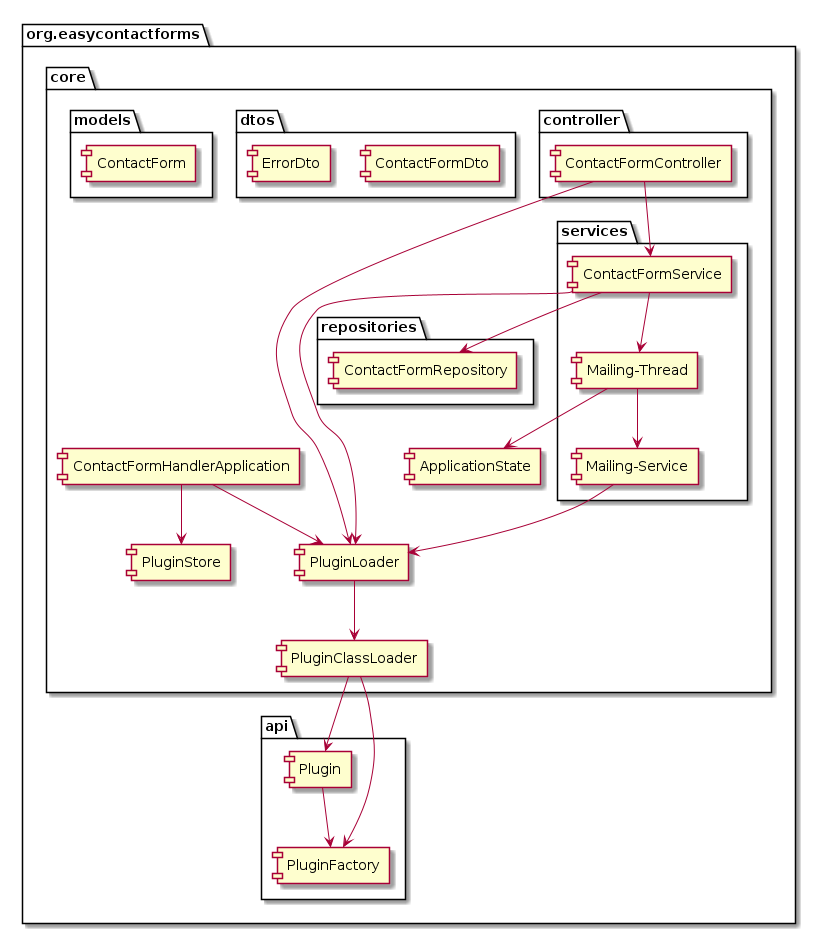 org.easycontactforms
core
models
dtos
controller
ContactForm
ErrorDto
ContactFormDto
ContactFormController
services
ContactFormService
repositories
ContactFormRepository
Mailing-Thread
ContactFormHandlerApplication
ApplicationState
Mailing-Service
PluginStore
PluginLoader
PluginClassLoader
api
Plugin
PluginFactory